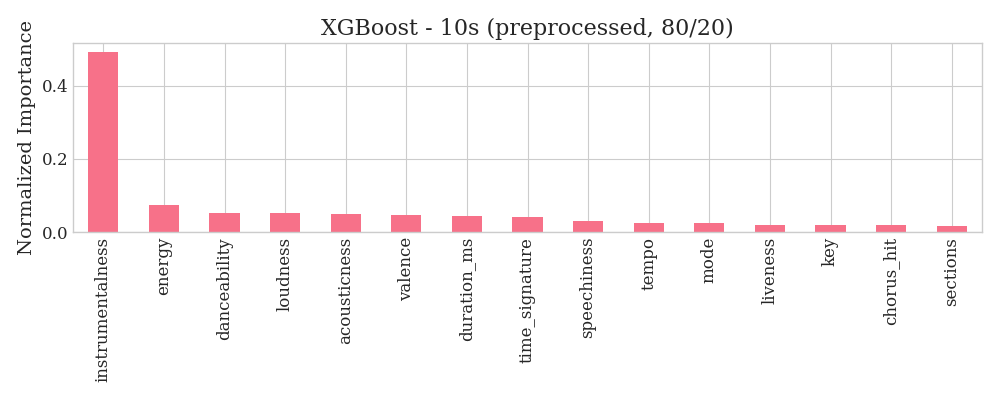 XGBoost - 10s (preprocessed, 80/20)
Normalized Importance
0.4
0.2
0.0
instrumentalness
energy
danceability
loudness
acousticness
valence
duration_ms
time_signature
speechiness
tempo
mode
liveness
key
chorus_hit
sections